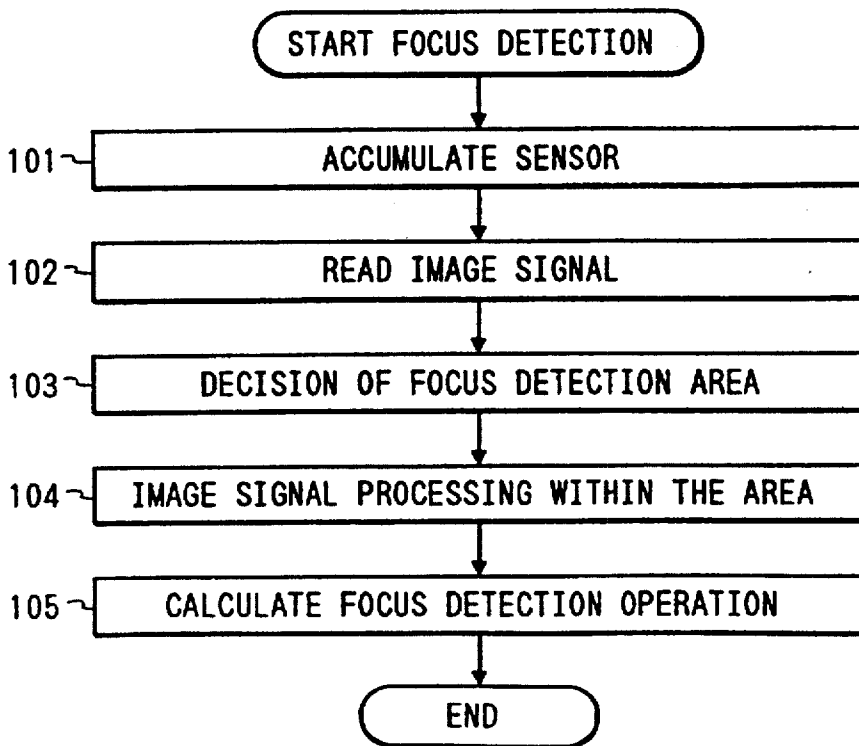 START FOCUS DETECTION
101 ACCUMULATE SENSOR
102 READ IMAGE SIGNAL
103 DECISION OF FOCUS DETECTION AREA
104 IMAGE SIGNAL PROCESSING WITHIN THE AREA
105 CALCULATE FOCUS DETECTION OPERATION
END